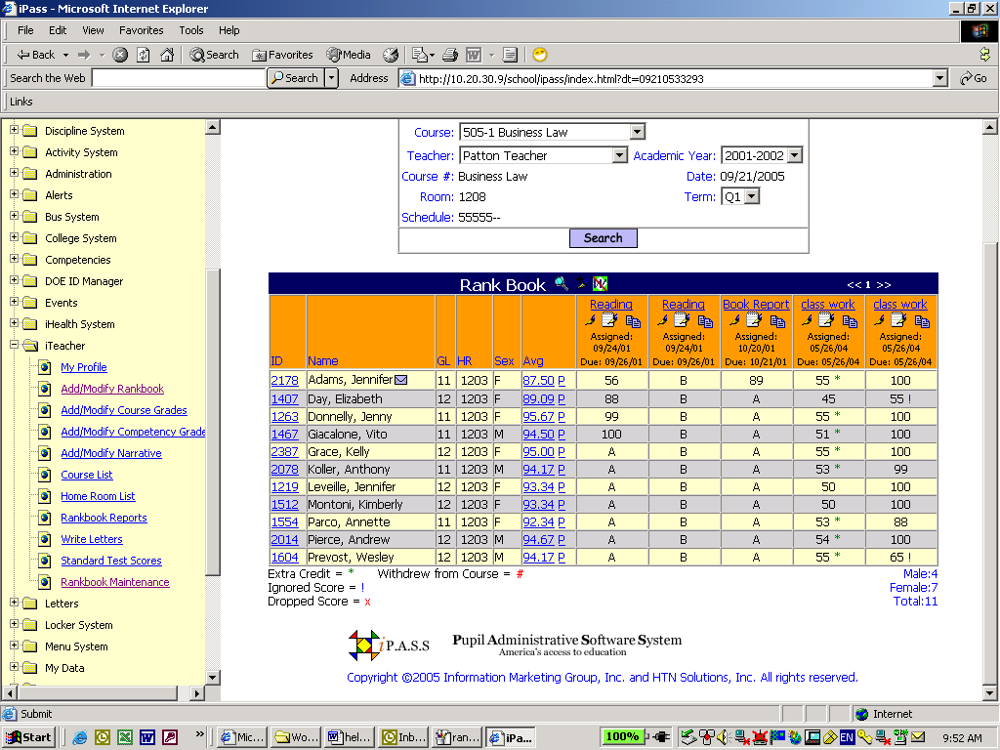 iPass - Microsoft Internet Explorer
File Edit View Favorites Tools Help
Back Search Favorites Media
Search the Web Search Address http://10.20.30.9/school/ipass/index.html?dt=09210533293 Go
Links
Discipline System
Activity System
Administration
Alerts
Bus System
College System
Competencies
DOE ID Manager
Events
iHealth System
iTeacher
My Profile
Add/Modify Rankbook
Add/Modify Course Grades
Add/Modify Competency Grade
Add/Modify Narrative
Course List
Home Room List
Rankbook Reports
Write Letters
Standard Test Scores
Rankbook Maintenance
Letters
Locker System
Menu System
My Data
Course: 505-1 Business Law
Teacher: Patton Teacher Academic Year: 2001-2002
Course #: Business Law Date: 09/21/2005
Room: 1208 Term: Q1
Schedule: 55555--
Search
Rank Book << 1 >>
Reading Reading Book Report class work class work
Assigned: Assigned: Assigned: Assigned: Assigned:
09/24/01 09/24/01 10/20/01 05/26/04 05/26/04
ID Name GL HR Sex Avg Due: 09/26/01 Due: 09/26/01 Due: 10/21/01 Due: 05/26/04 Due: 05/26/04
2178 Adams, Jennifer 11 1203 F 87.50 P 56 B 89 55 * 100
1407 Day, Elizabeth 12 1203 F 89.09 P 88 B A 45 55 !
1263 Donnelly, Jenny 11 1203 F 95.67 P 99 B A 55 * 100
1467 Giacalone, Vito 11 1203 M 94.50 P 100 B A 51 * 100
2387 Grace, Kelly 12 1203 F 95.00 P A B A 55 * 100
2078 Koller, Anthony 11 1203 M 94.17 P A B A 53 * 99
1219 Leveille, Jennifer 12 1203 F 93.34 P A B A 50 100
1512 Montoni, Kimberly 12 1203 F 93.34 P A B A 50 100
1554 Parco, Annette 11 1203 F 92.34 P A B A 53 * 88
2014 Pierce, Andrew 12 1203 M 94.67 P A B A 54 * 100
1604 Prevost, Wesley 12 1203 M 94.17 P A B A 55 * 65 !
Extra Credit = * Withdrew from Course = # Male:4
Ignored Score = ! Female:7
Dropped Score = x Total:11
iP.A.S.S Pupil Administrative Software System
America's access to education
Copyright ©2005 Information Marketing Group, Inc. and HTN Solutions, Inc. All rights reserved.
Submit Internet
Start » Mic... Wo... hel... Inb... ran... iPa... 100% EN 9:52 AM